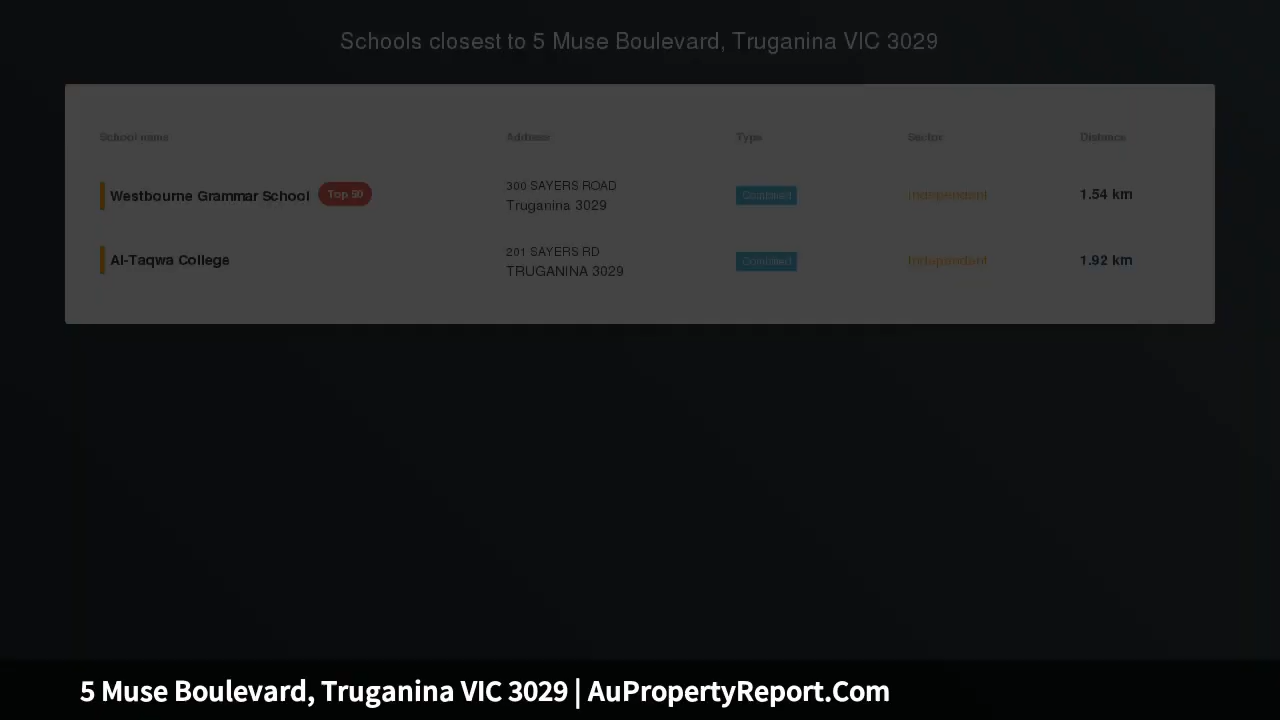 Schools closest to 5 Muse Boulevard, Truganina VIC 3029
School name Address Type Sector Distance
Westbourne Grammar School Top 50 300 SAYERS ROAD Truganina 3029 Combined Independent 1.54 km
Al-Taqwa College 201 SAYERS RD TRUGANINA 3029 Combined Independent 1.92 km
5 Muse Boulevard, Truganina VIC 3029 | AuPropertyReport.Com